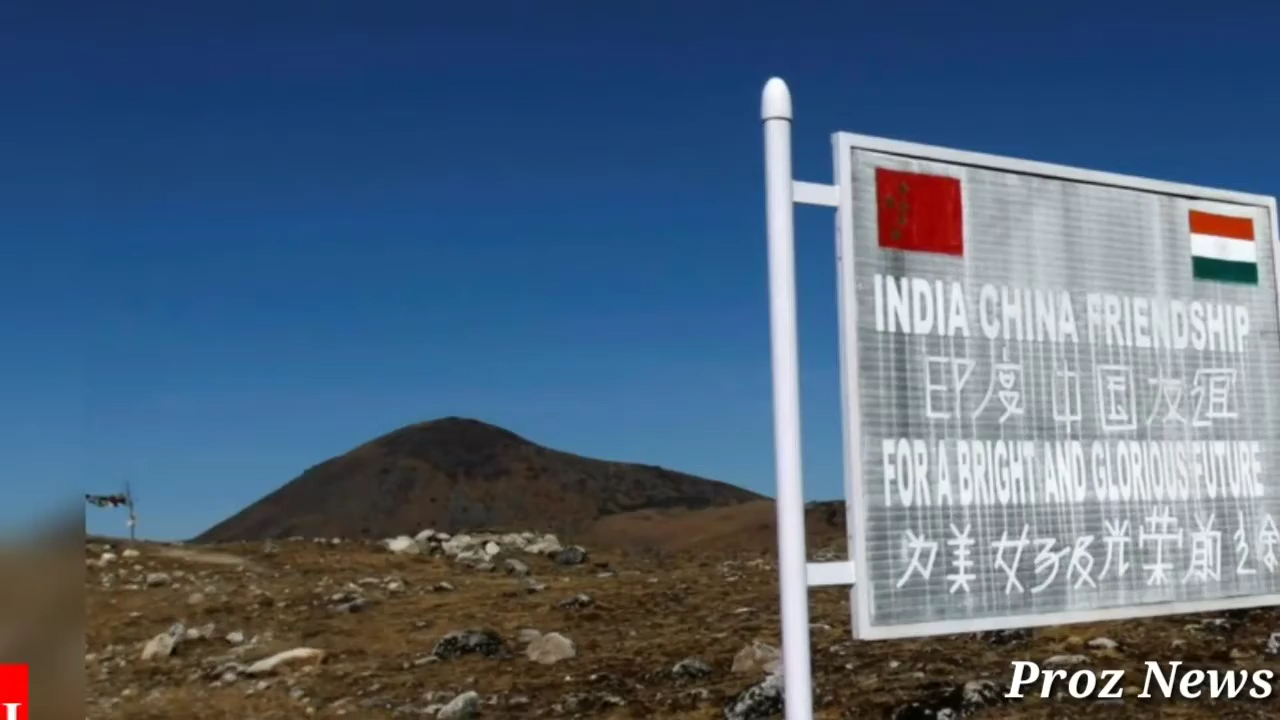 INDIA CHINA FRIENDSHIP
印度 中国友谊
FOR A BRIGHT AND GLORIOUS FUTURE
为美好及光荣前
Proz News